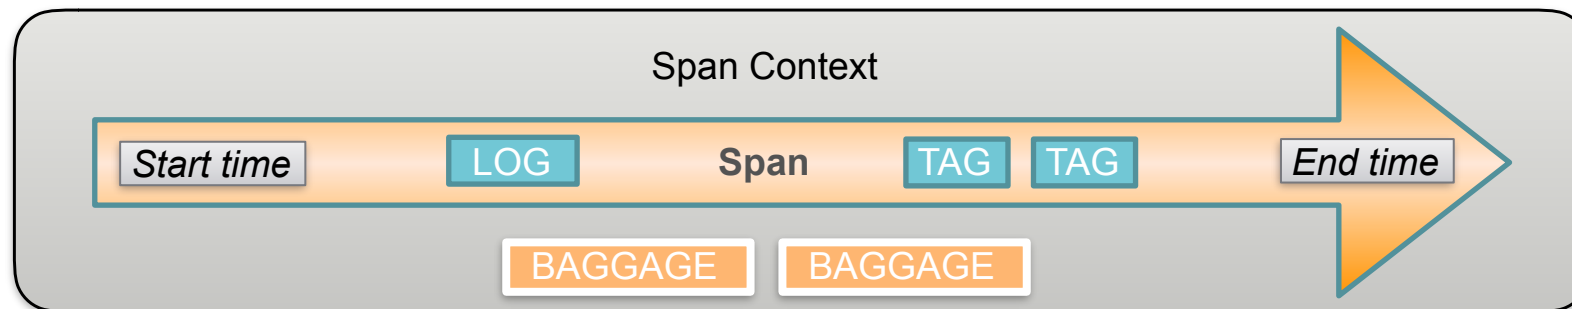 Span Context
Start time LOG Span TAG TAG End time
BAGGAGE BAGGAGE